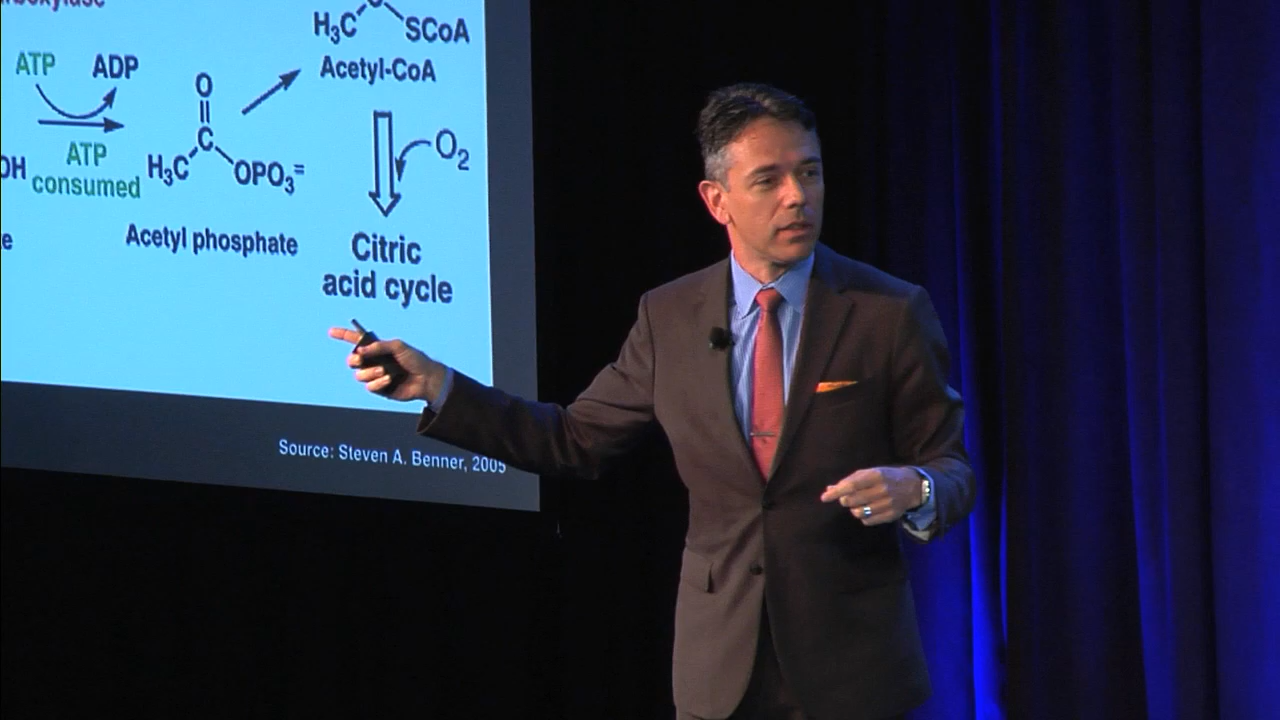 ATP ADP
ATP
consumed
O
C
H₃C
OPO₃⁼
OH
Acetyl phosphate
H₃C
SCoA
Acetyl-CoA
O₂
Citric
acid cycle
Source: Steven A. Benner, 2005